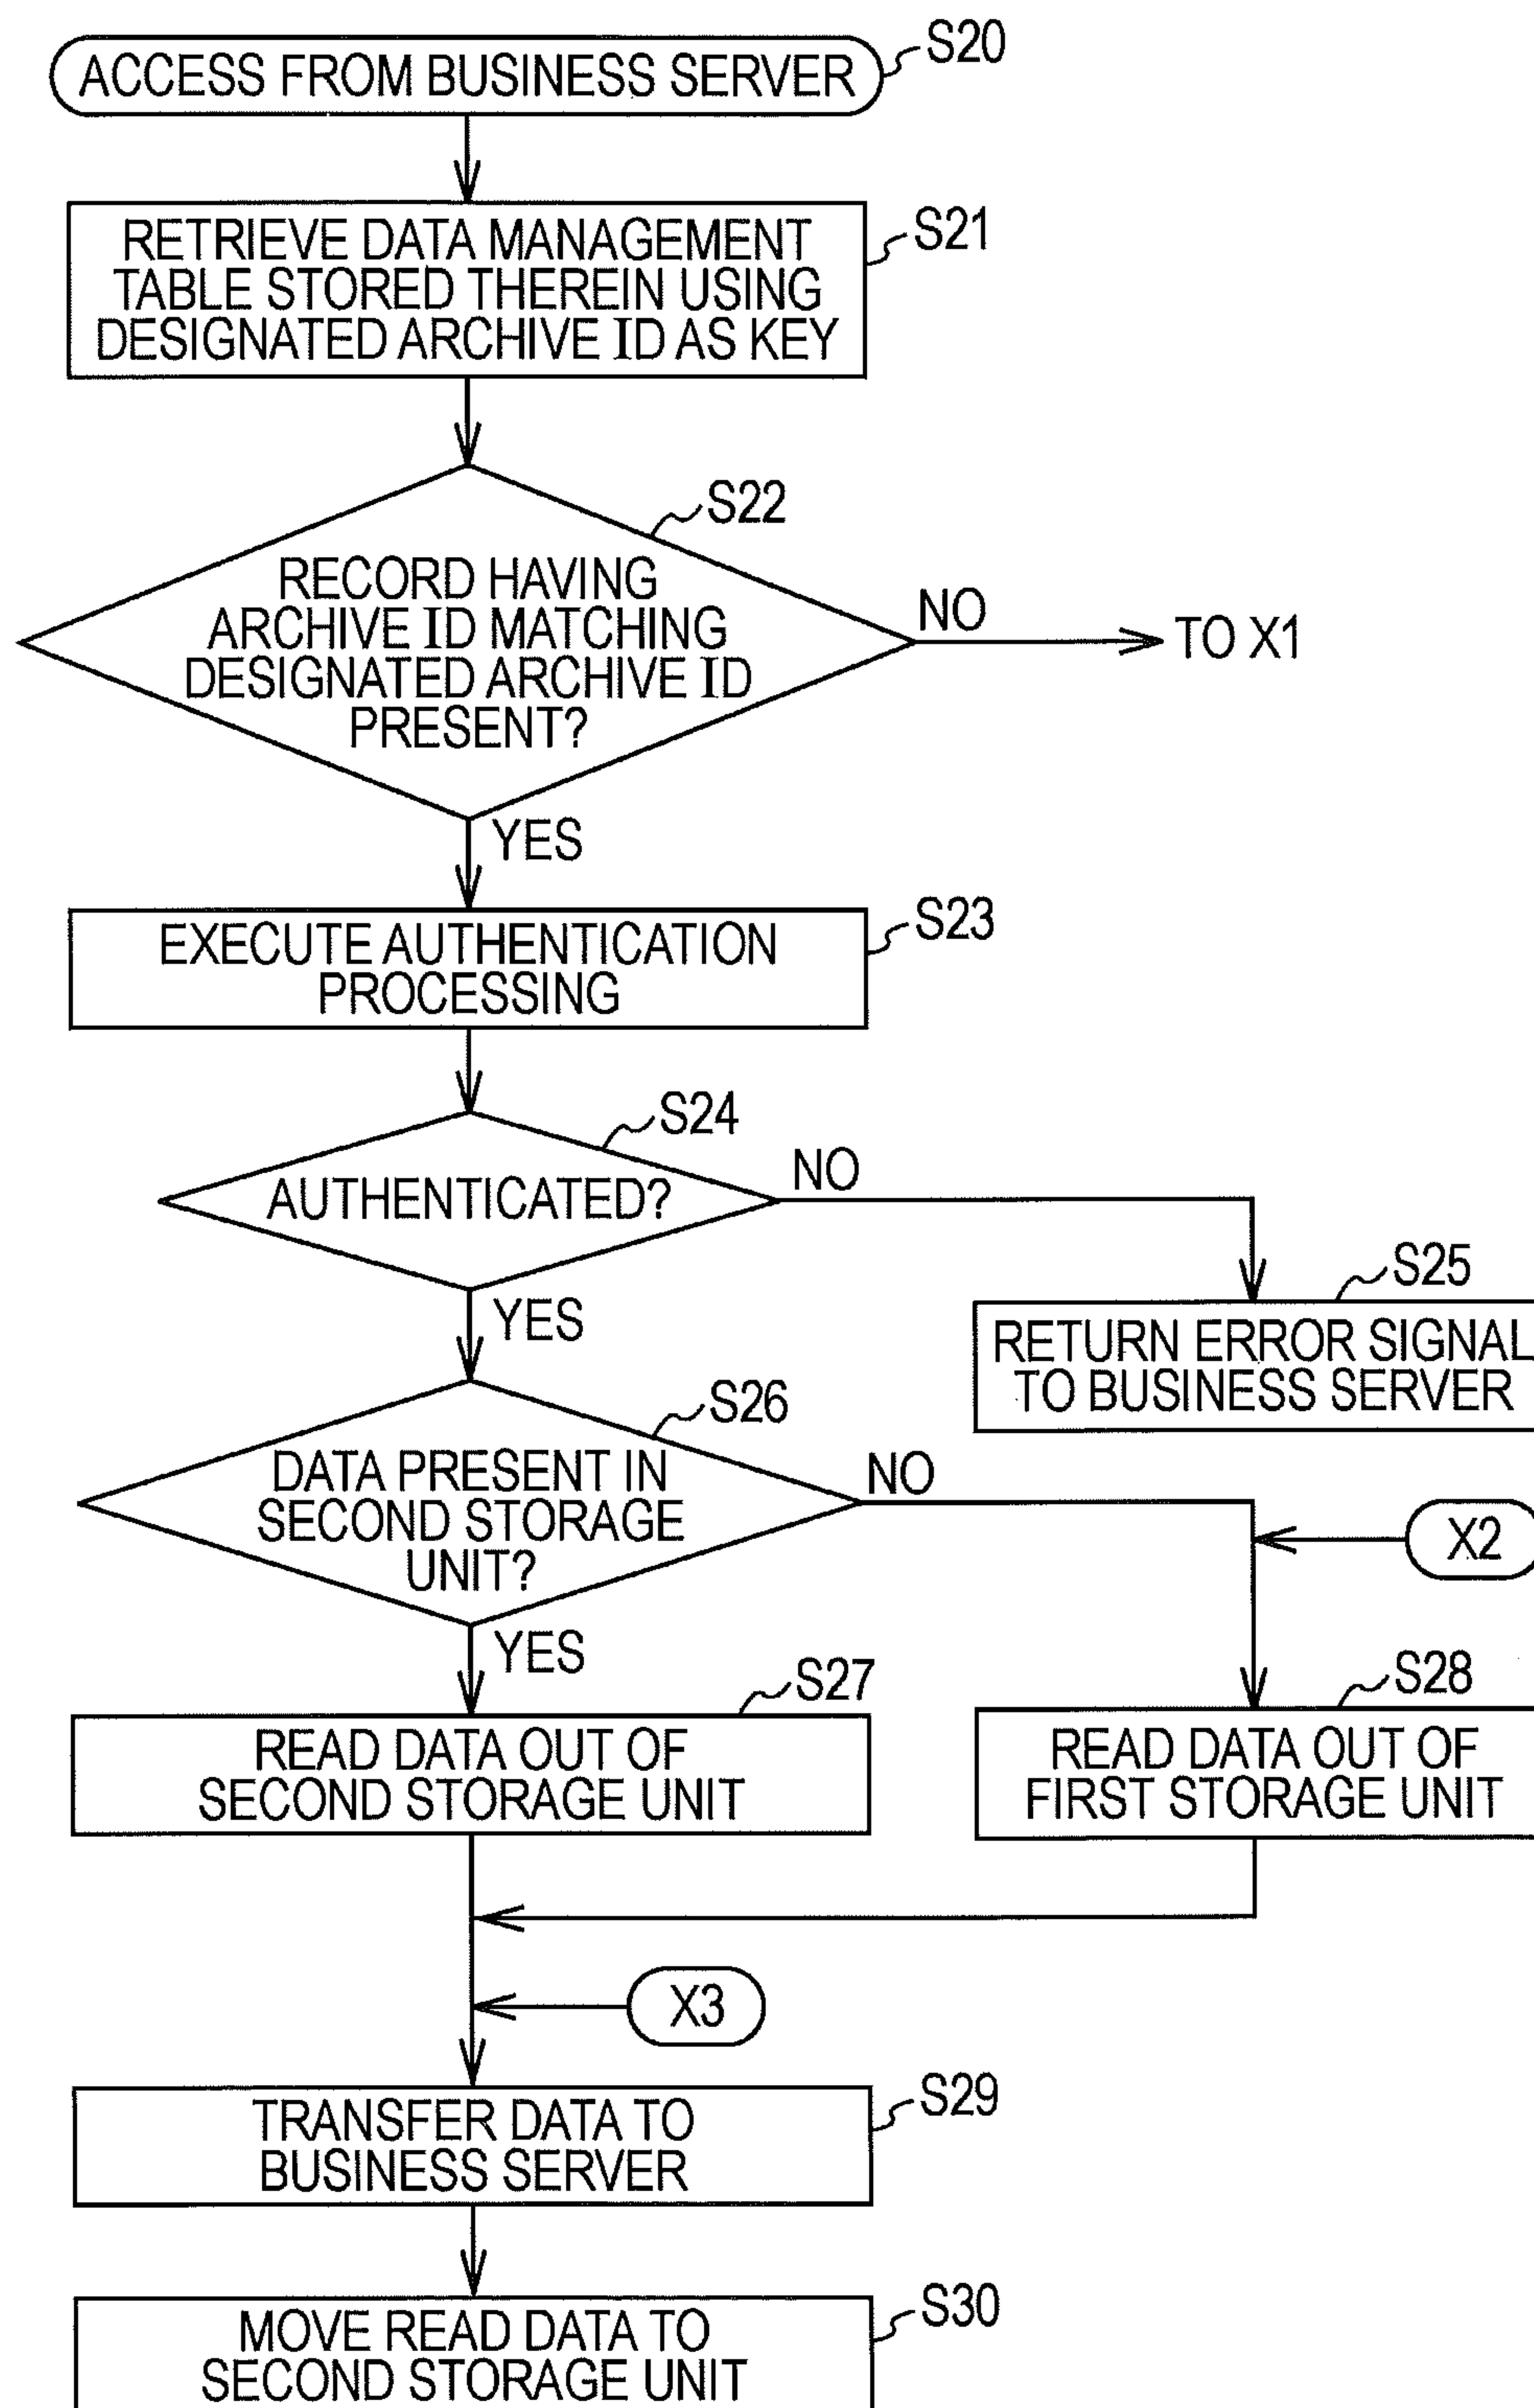 ACCESS FROM BUSINESS SERVER
S20
RETRIEVE DATA MANAGEMENT
TABLE STORED THEREIN USING
DESIGNATED ARCHIVE ID AS KEY
S21
S22
RECORD HAVING
ARCHIVE ID MATCHING
DESIGNATED ARCHIVE ID
PRESENT?
NO
TO X1
YES
EXECUTE AUTHENTICATION
PROCESSING
S23
S24
AUTHENTICATED?
NO
YES
S25
RETURN ERROR SIGNAL
TO BUSINESS SERVER
S26
DATA PRESENT IN
SECOND STORAGE
UNIT?
NO
X2
YES
S27
READ DATA OUT OF
SECOND STORAGE UNIT
S28
READ DATA OUT OF
FIRST STORAGE UNIT
X3
TRANSFER DATA TO
BUSINESS SERVER
S29
MOVE READ DATA TO
SECOND STORAGE UNIT
S30